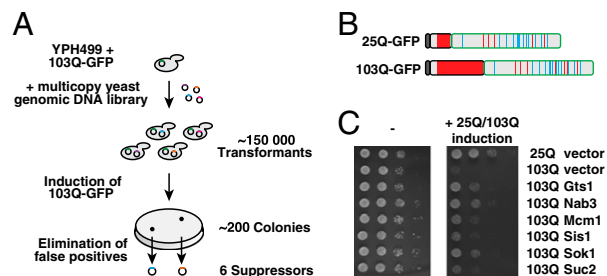 A
YPH499 +
103Q-GFP
+ multicopy yeast
genomic DNA library
~150 000
Transformants
Induction of
103Q-GFP
~200 Colonies
Elimination of
false positives
6 Suppressors
B
25Q-GFP
103Q-GFP
C
-
+ 25Q/103Q
induction
25Q vector
103Q vector
103Q Gts1
103Q Nab3
103Q Mcm1
103Q Sis1
103Q Sok1
103Q Suc2